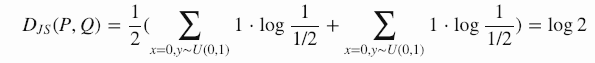 D_{JS}(P, Q) = \frac{1}{2}(\sum_{x=0,y\sim U(0,1)} 1 \cdot \log \frac{1}{1/2} + \sum_{x=0,y\sim U(0,1)} 1 \cdot \log \frac{1}{1/2}) = \log 2